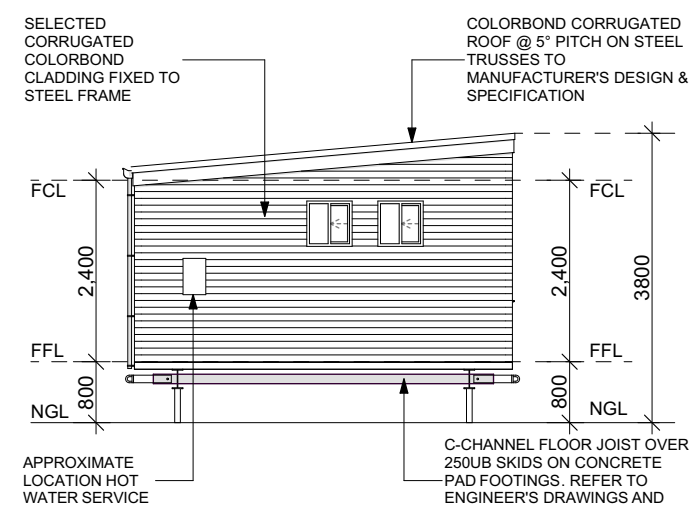 SELECTED
CORRUGATED
COLORBOND
CLADDING FIXED TO
STEEL FRAME
COLORBOND CORRUGATED
ROOF @ 5° PITCH ON STEEL
TRUSSES TO
MANUFACTURER'S DESIGN &
SPECIFICATION
FCL
FCL
2,400
2,400
3800
FFL
FFL
800
800
NGL
NGL
APPROXIMATE
LOCATION HOT
WATER SERVICE
C-CHANNEL FLOOR JOIST OVER
250UB SKIDS ON CONCRETE
PAD FOOTINGS. REFER TO
ENGINEER'S DRAWINGS AND